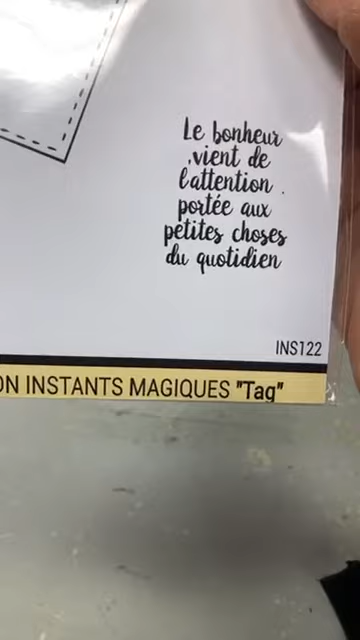 Le bonheur
vient de
l'attention
portée aux
petites choses
du quotidien
INS122
ON INSTANTS MAGIQUES "Tag"